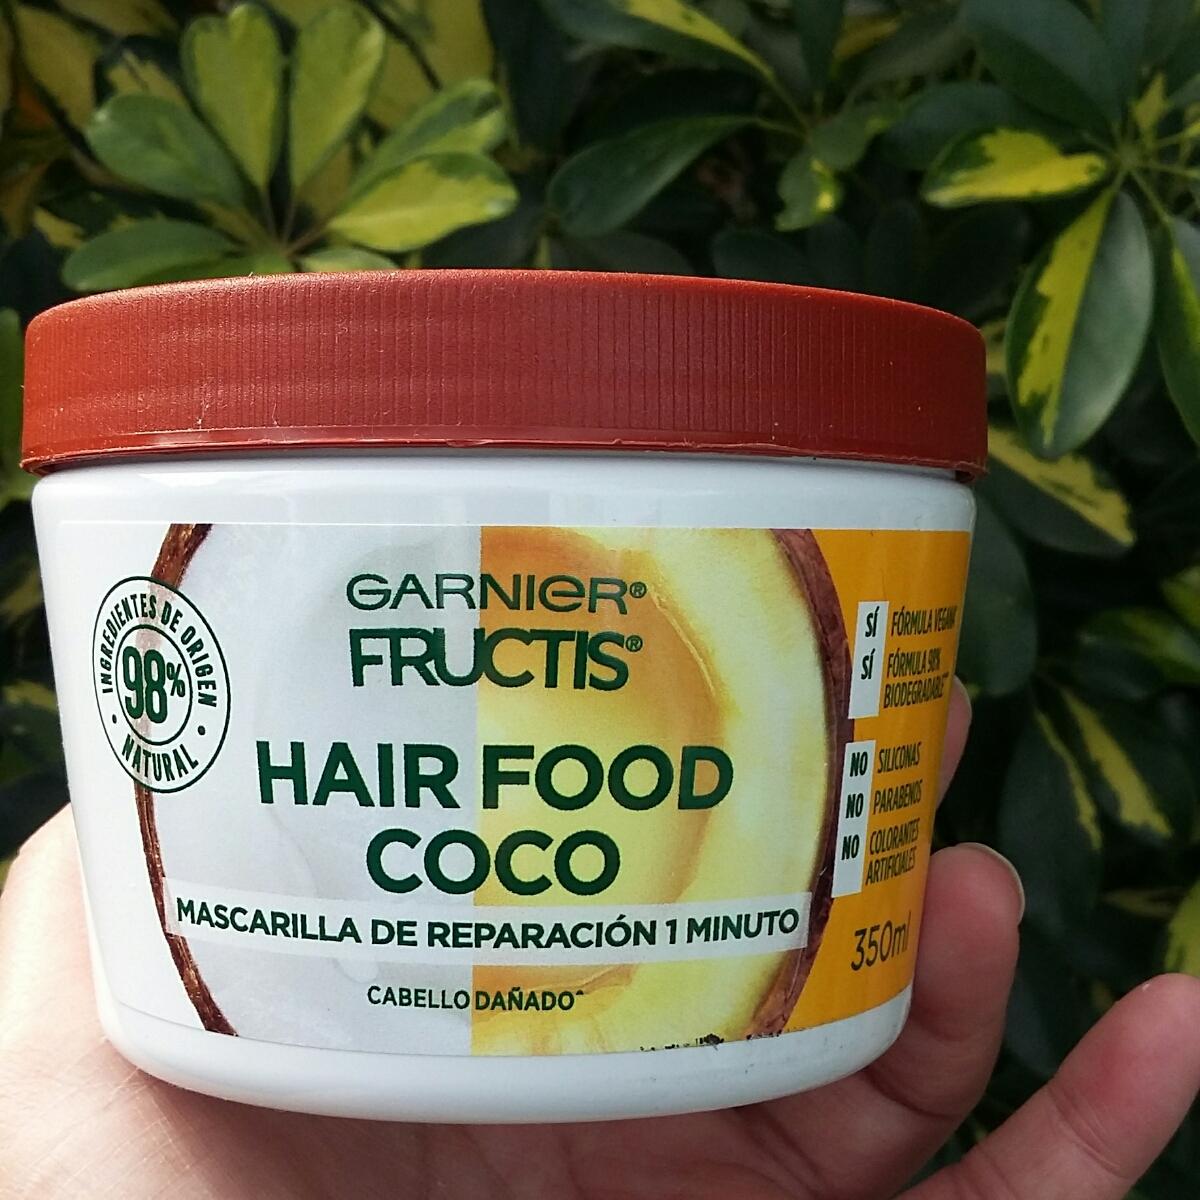 GARNIER®
FRUCTIS®
HAIR FOOD
COCO
MASCARILLA DE REPARACIÓN 1 MINUTO
CABELLO DAÑADO^
INGREDIENTES DE ORIGEN
98%
• NATURAL •
SÍ FÓRMULA VEGANA
SÍ FÓRMULA 98%
BIODEGRADABLE**
NO SILICONAS
NO PARABENOS
NO COLORANTES
ARTIFICIALES
350ml